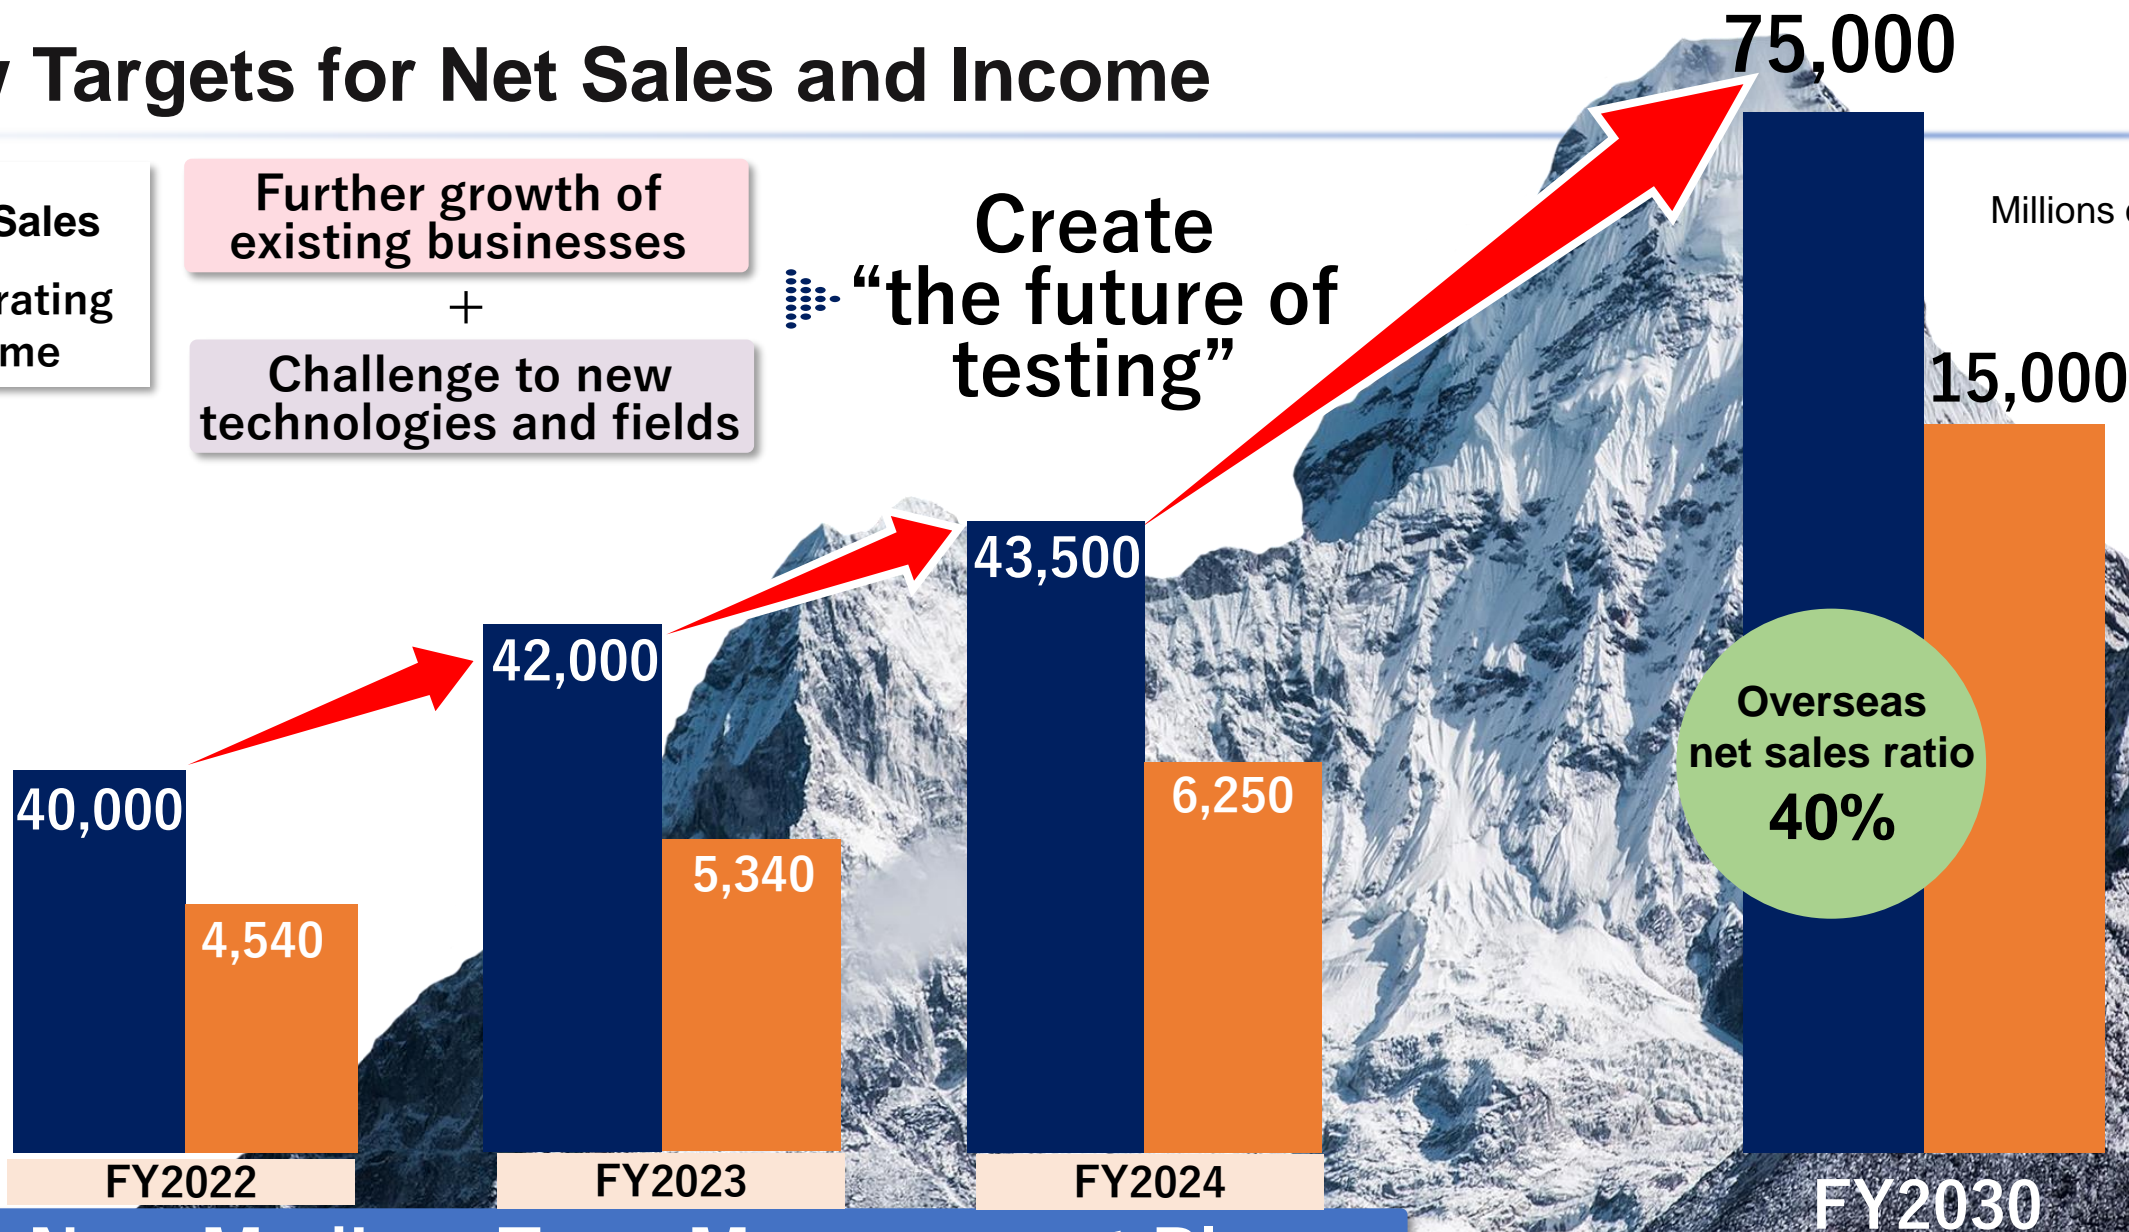 Targets for Net Sales and Income
75,000
Sales
Further growth of
existing businesses
+
Challenge to new
technologies and fields
Create
“the future of
testing”
Millions
15,000
43,500
42,000
40,000
6,250
5,340
4,540
Overseas
net sales ratio
40%
FY2022
FY2023
FY2024
FY2030